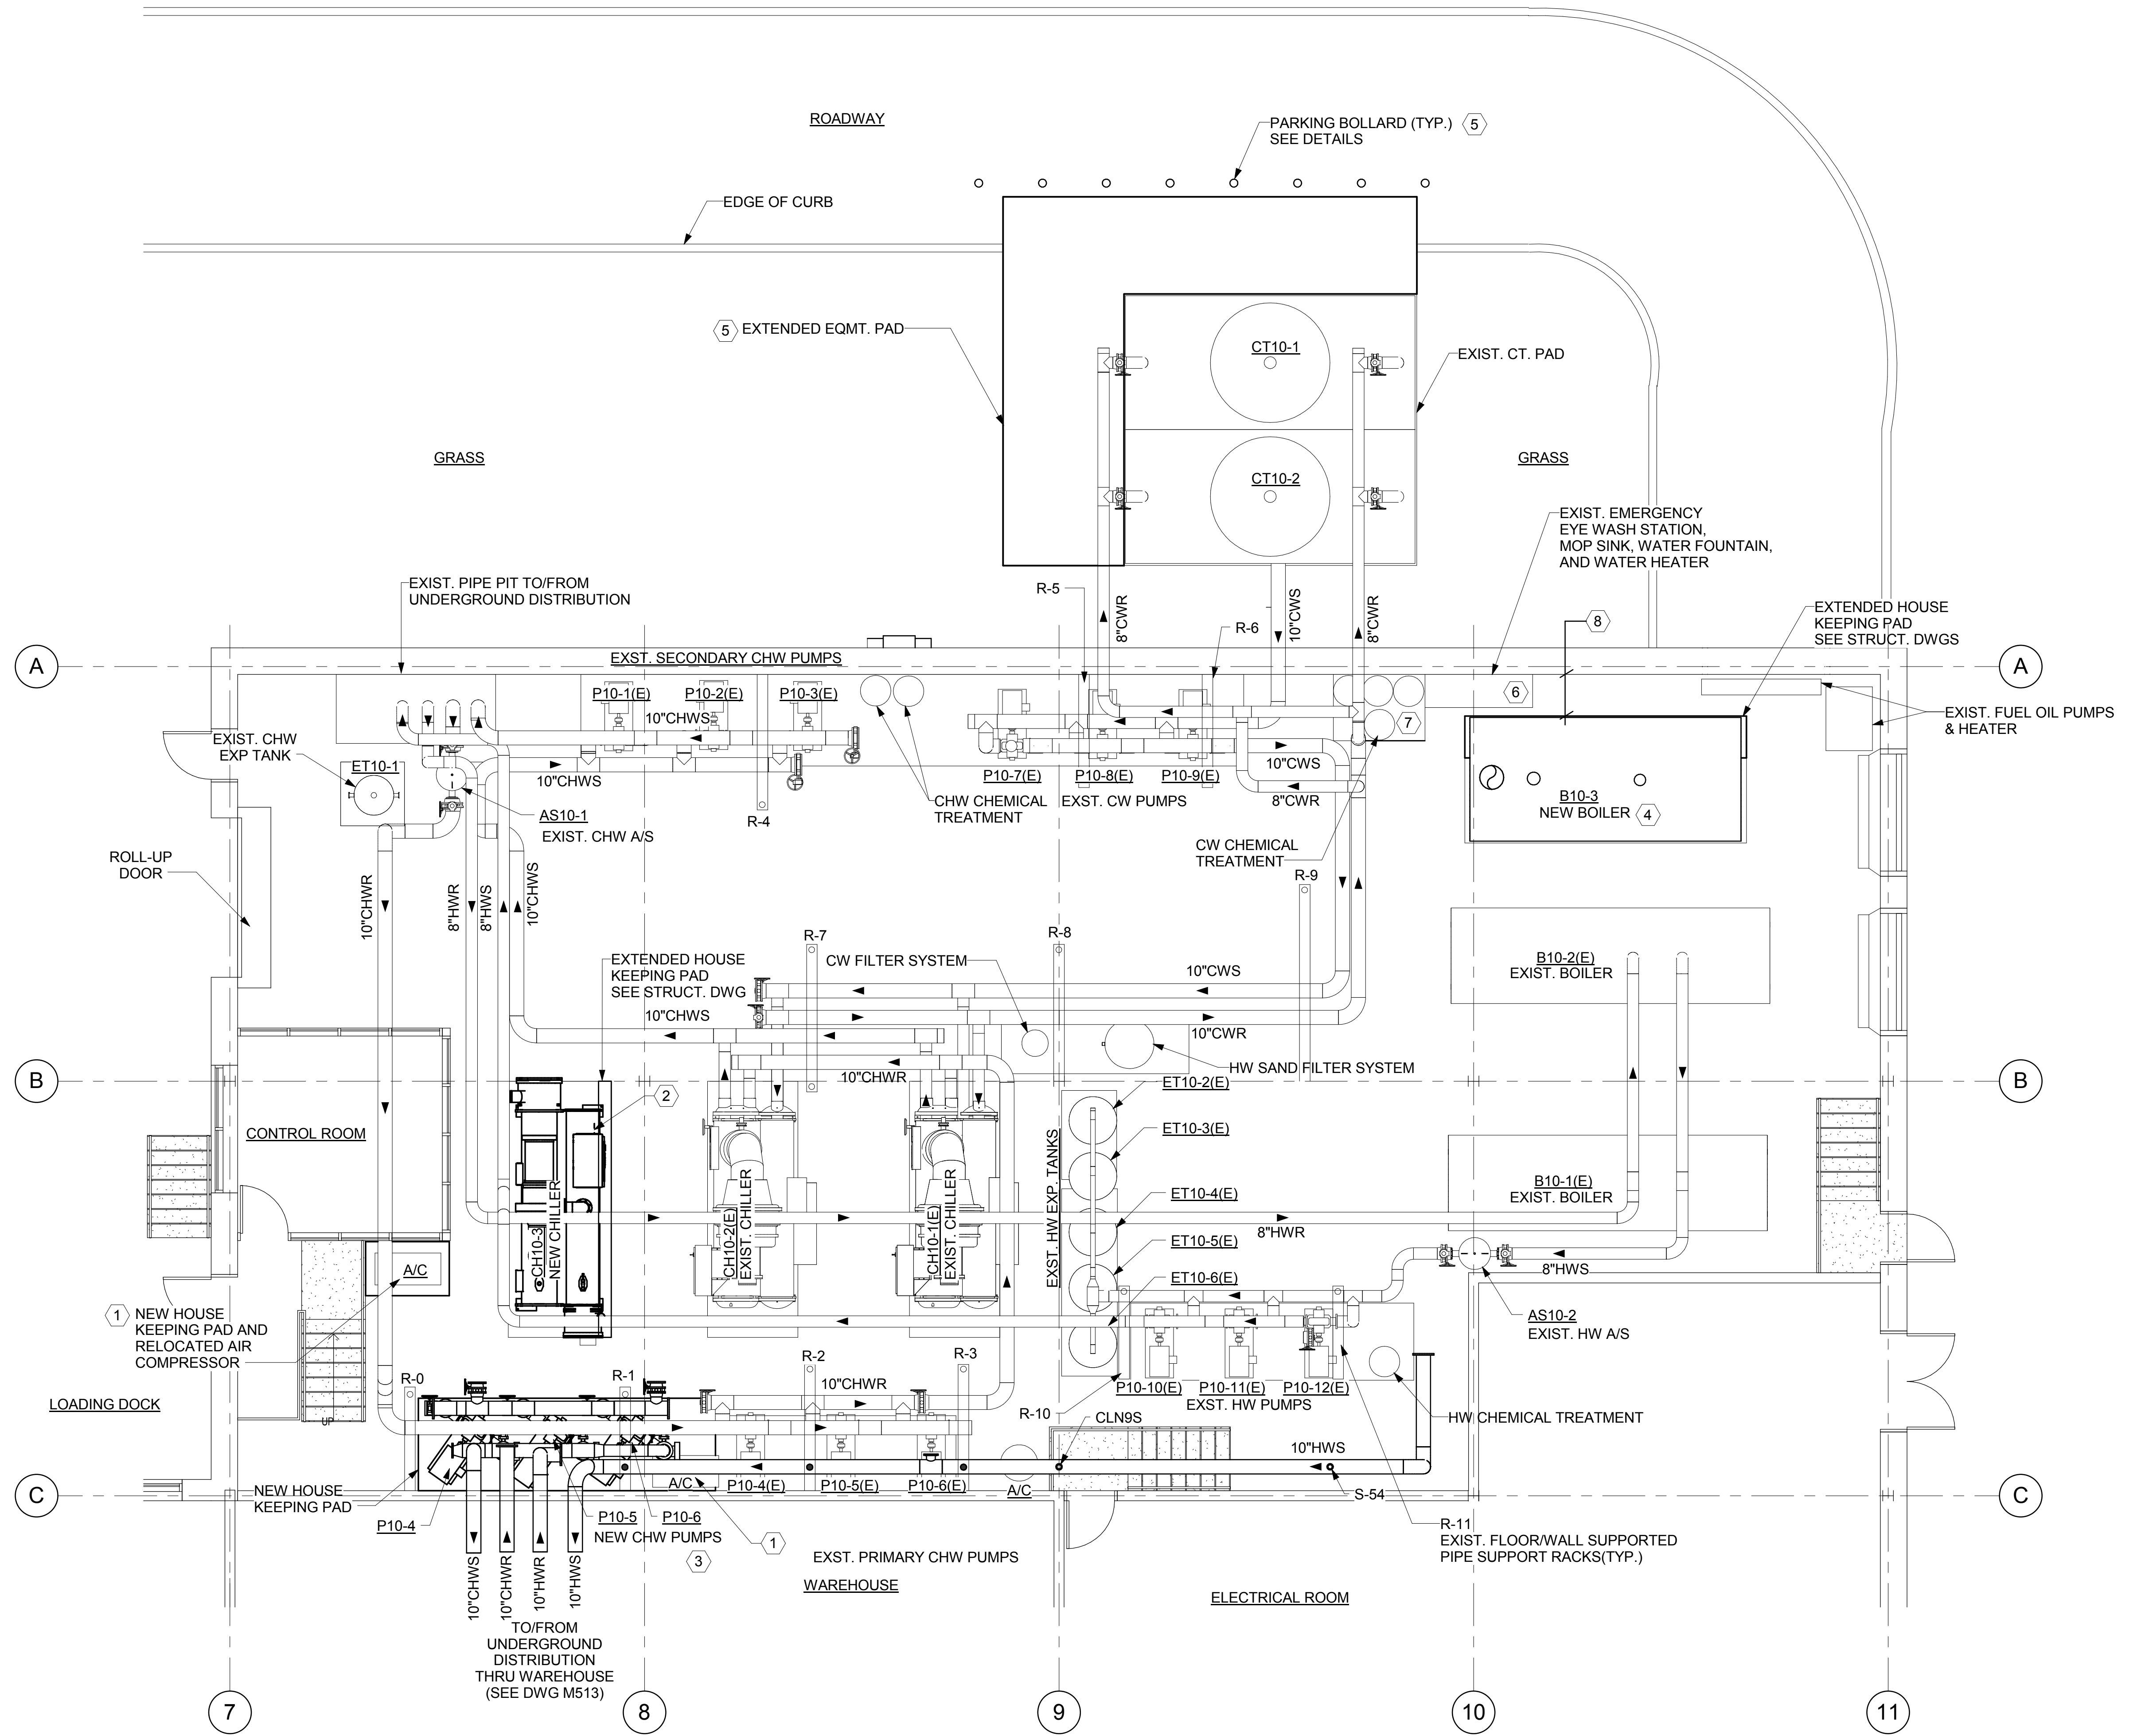 ROADWAY
PARKING BOLLARD (TYP.) 5
SEE DETAILS
EDGE OF CURB
5 EXTENDED EQMT. PAD
CT10-1
EXIST. CT. PAD
GRASS
GRASS
CT10-2
EXIST. EMERGENCY
EYE WASH STATION,
MOP SINK, WATER FOUNTAIN,
AND WATER HEATER
EXIST. PIPE PIT TO/FROM
UNDERGROUND DISTRIBUTION
R-5
8"CWR
10"CWS
8"CWR
R-6
8
EXTENDED HOUSE
KEEPING PAD
SEE STRUCT. DWGS
A
EXST. SECONDARY CHW PUMPS
A
P10-1(E)
P10-2(E)
P10-3(E)
10"CHWS
6
7
EXIST. FUEL OIL PUMPS
& HEATER
EXIST. CHW
EXP TANK
ET10-1
10"CHWS
P10-7(E)
P10-8(E)
P10-9(E)
10"CWS
8"CWR
EXST. CW PUMPS
CHW CHEMICAL
TREATMENT
R-4
AS10-1
EXIST. CHW A/S
B10-3
NEW BOILER 4
CW CHEMICAL
TREATMENT
ROLL-UP
DOOR
10"CHWR
8"HWR
8"HWS
10"CHWS
R-9
R-7
R-8
EXTENDED HOUSE
KEEPING PAD
SEE STRUCT. DWG
CW FILTER SYSTEM
10"CWS
B10-2(E)
EXIST. BOILER
10"CHWS
10"CWR
HW SAND FILTER SYSTEM
10"CHWR
B
B
ET10-2(E)
2
CONTROL ROOM
ET10-3(E)
EXST. HW EXP. TANKS
CH10-3
NEW CHILLER
CH10-2(E)
EXIST. CHILLER
CH10-1(E)
EXIST. CHILLER
ET10-4(E)
B10-1(E)
EXIST. BOILER
8"HWR
ET10-5(E)
ET10-6(E)
8"HWS
A/C
1 NEW HOUSE
KEEPING PAD AND
RELOCATED AIR
COMPRESSOR
AS10-2
EXIST. HW A/S
R-0
R-1
R-2
R-3
10"CHWR
P10-10(E)
P10-11(E)
P10-12(E)
EXST. HW PUMPS
R-10
CLN9S
HW CHEMICAL TREATMENT
LOADING DOCK
UP
10"HWS
A/C
P10-4(E)
P10-5(E)
P10-6(E)
A/C
S-54
C
C
NEW HOUSE
KEEPING PAD
P10-4
P10-5
P10-6
NEW CHW PUMPS
3
1
R-11
EXIST. FLOOR/WALL SUPPORTED
PIPE SUPPORT RACKS(TYP.)
EXST. PRIMARY CHW PUMPS
WAREHOUSE
ELECTRICAL ROOM
10"CHWS
10"CHWR
10"HWR
10"HWS
TO/FROM
UNDERGROUND
DISTRIBUTION
THRU WAREHOUSE
(SEE DWG M513)
7
8
9
10
11